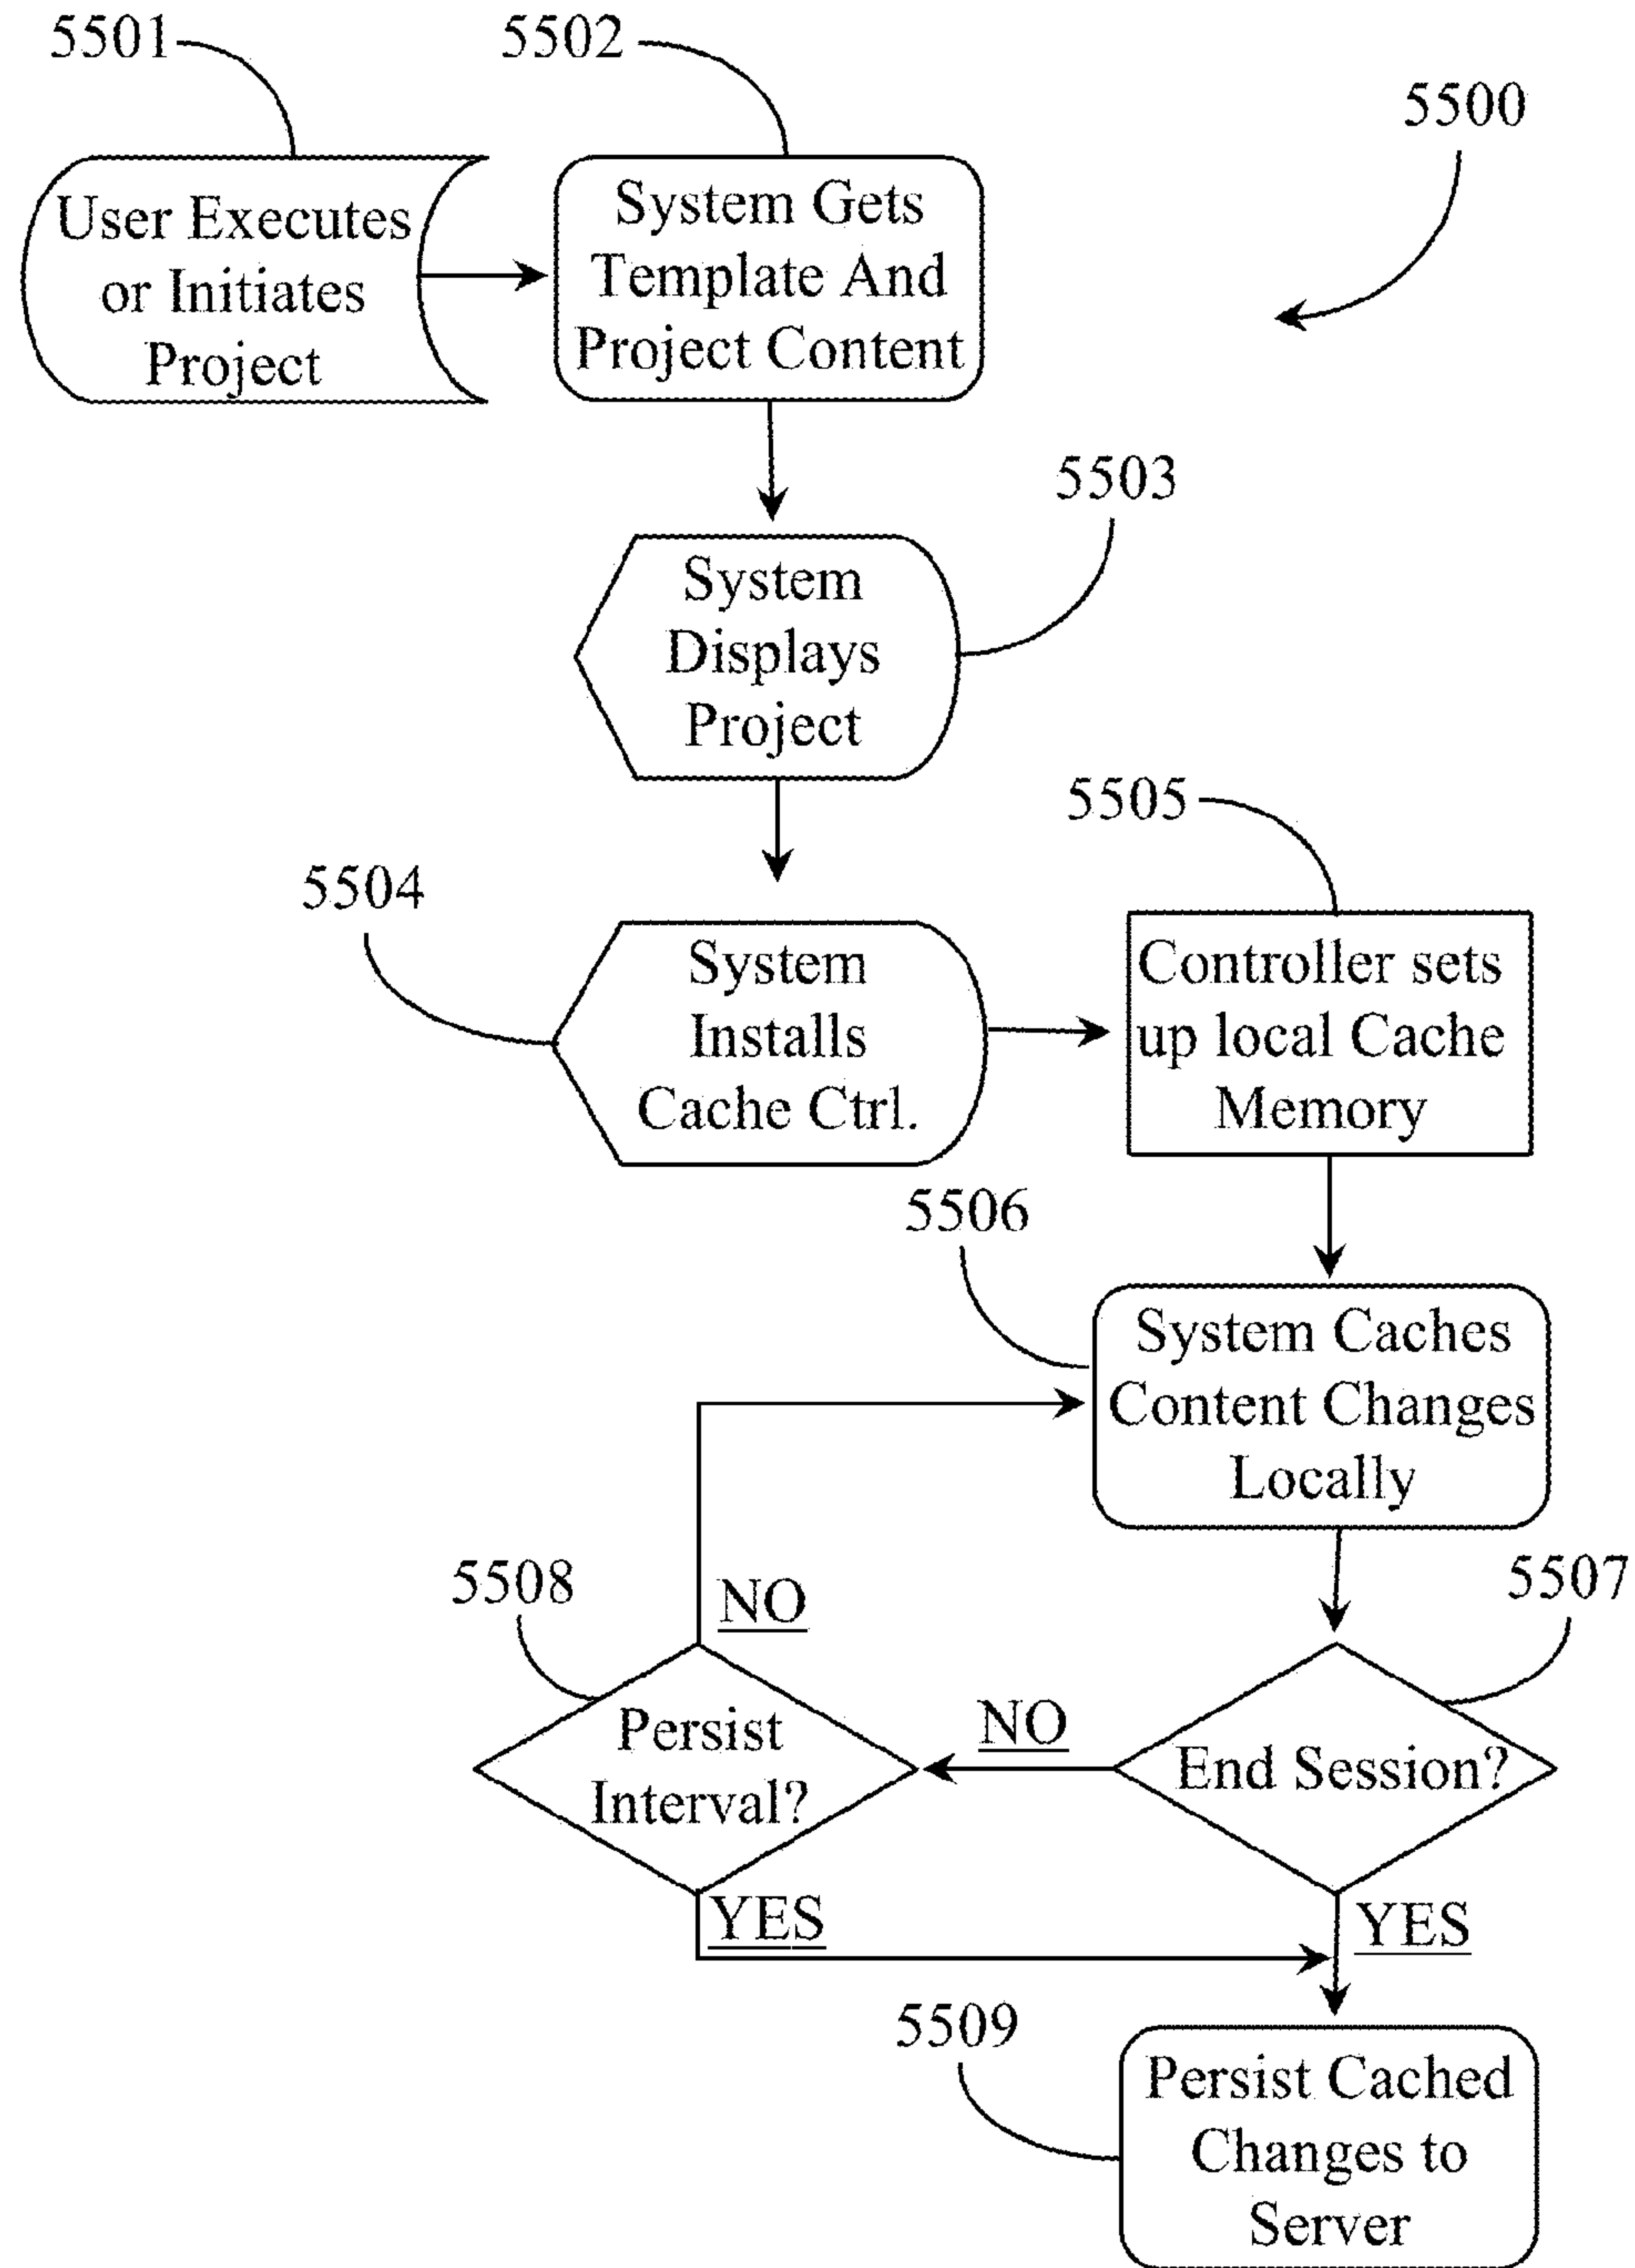 5501
5502
5500
User Executes
or Initiates
Project
System Gets
Template And
Project Content
5503
System
Displays
Project
5505
5504
System
Installs
Cache Ctrl.
Controller sets
up local Cache
Memory
5506
System Caches
Content Changes
Locally
5508
NO
5507
Persist
Interval?
NO
End Session?
YES
YES
5509
Persist Cached
Changes to
Server